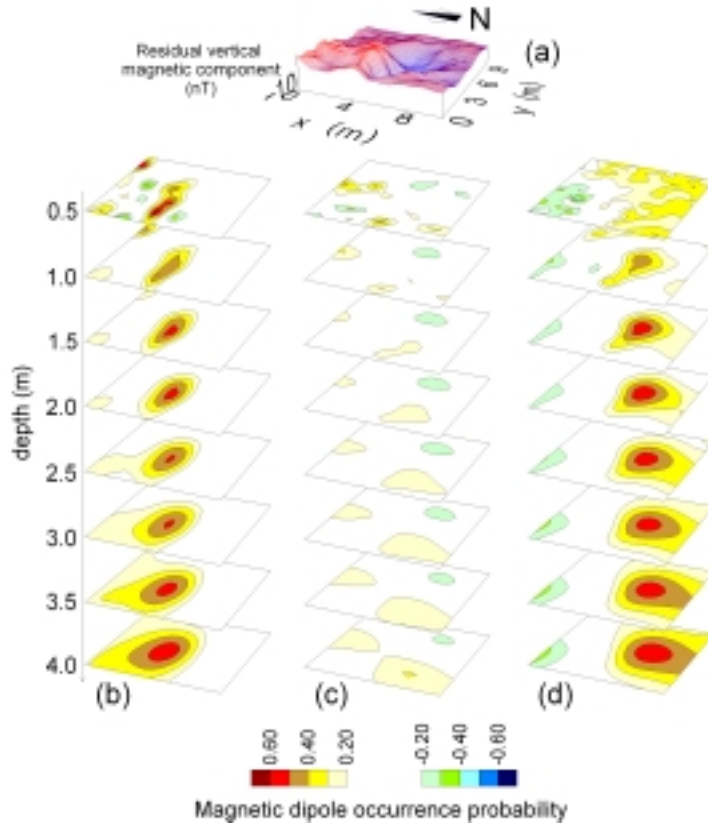 N
(a)
Residual vertical
magnetic component
(nT)
x (m)
4
8
0
y (m)
0.5
1.0
1.5
2.0
2.5
3.0
3.5
4.0
depth (m)
(b)
(c)
(d)
0.60
0.40
0.20
-0.20
-0.40
-0.60
Magnetic dipole occurrence probability